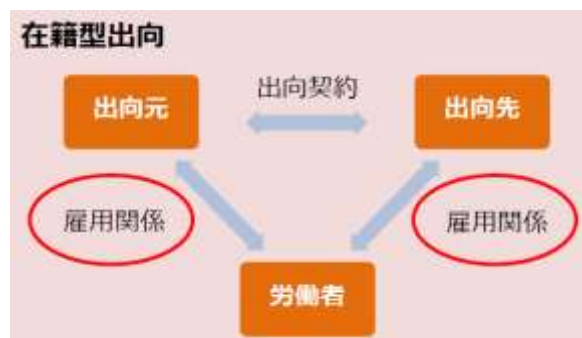 在籍型出向
出向契約
出向元
出向先
雇用関係
雇用関係
労働者